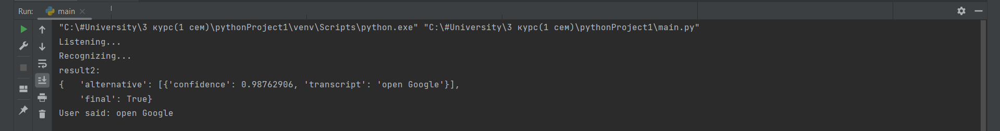 Run: main
"C:\#University\3 курс(1 сем)\pythonProject1\venv\Scripts\python.exe" "C:\#University\3 курс(1 сем)\pythonProject1\main.py"
Listening...
Recognizing...
result2:
{   'alternative': [{'confidence': 0.98762906, 'transcript': 'open Google'}],
    'final': True}
User said: open Google